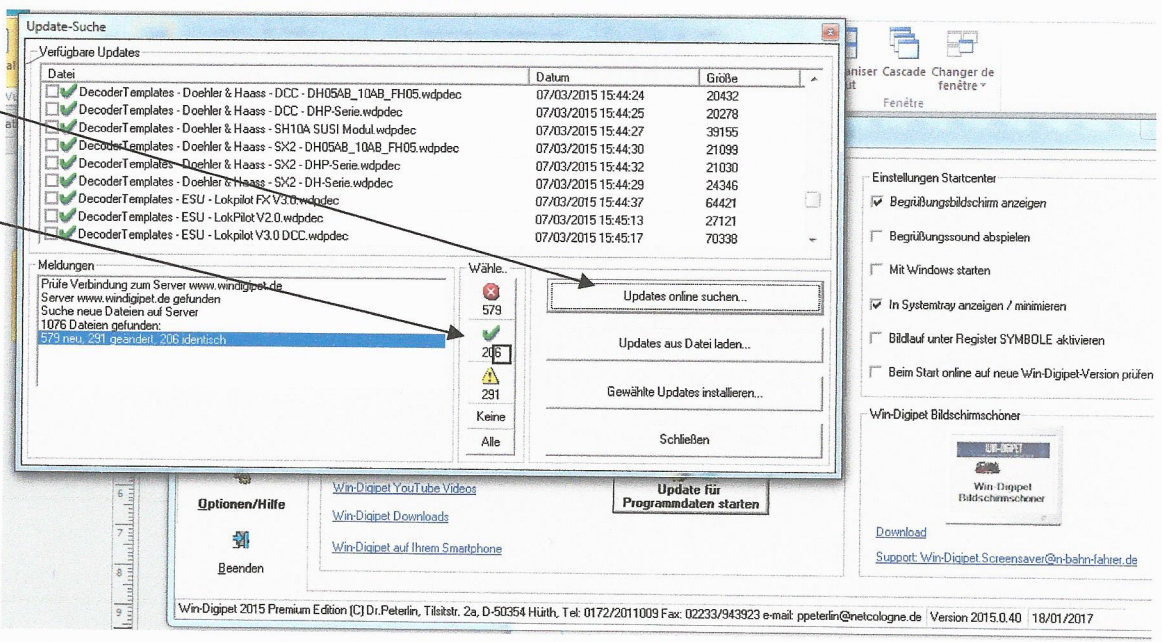 Update-Suche
Verfügbare Updates
Datei Datum Größe
DecoderTemplates - Doehler & Haass - DCC - DH05AB_10AB_FH05.wdpdec 07/03/2015 15:44:24 20432
DecoderTemplates - Doehler & Haass - DCC - DHP-Serie.wdpdec 07/03/2015 15:44:25 20278
DecoderTemplates - Doehler & Haass - SH10A SUSI Modul.wdpdec 07/03/2015 15:44:27 39155
DecoderTemplates - Doehler & Haass - SX2 - DH05AB_10AB_FH05.wdpdec 07/03/2015 15:44:30 21099
DecoderTemplates - Doehler & Haass - SX2 - DHP-Serie.wdpdec 07/03/2015 15:44:32 21030
DecoderTemplates - Doehler & Haass - SX2 - DH-Serie.wdpdec 07/03/2015 15:44:29 24346
DecoderTemplates - ESU - Lokpilot FX V3.0.wdpdec 07/03/2015 15:44:37 64421
DecoderTemplates - ESU - LokPilot V2.0.wdpdec 07/03/2015 15:45:13 27121
DecoderTemplates - ESU - Lokpilot V3.0 DCC.wdpdec 07/03/2015 15:45:17 70338
Meldungen
Prüfe Verbindung zum Server www.windigipet.de
Server www.windigipet.de gefunden
Suche neue Dateien auf Server
1076 Dateien gefunden:
579 neu, 291 geändert, 206 identisch
Wähle..
579
206
291
Keine
Alle
Updates online suchen...
Updates aus Datei laden...
Gewählte Updates installieren...
Schließen
aniser Cascade Changer de
ut fenêtre
Fenêtre
Einstellungen Startcenter
Begrüßungsbildschirm anzeigen
Begrüßungssound abspielen
Mit Windows starten
In Systemtray anzeigen / minimieren
Bildlauf unter Register SYMBOLE aktivieren
Beim Start online auf neue Win-Digipet-Version prüfen
Win-Digipet Bildschirmschoner
WIN-DIGIPET
Win-Digipet
Bildschirmschoner
Download
Support: Win-Digipet.Screensaver@n-bahn-fahrer.de
6
7
8
9
Optionen/Hilfe
Beenden
Win-Digipet YouTube Videos
Win-Digipet Downloads
Win-Digipet auf Ihrem Smartphone
Update für
Programmdaten starten
Win-Digipet 2015 Premium Edition (C) Dr.Peterlin, Tilsitstr. 2a, D-50354 Hürth, Tel: 0172/2011009 Fax: 02233/943923 e-mail: ppeterlin@netcologne.de Version 2015.0.40 18/01/2017